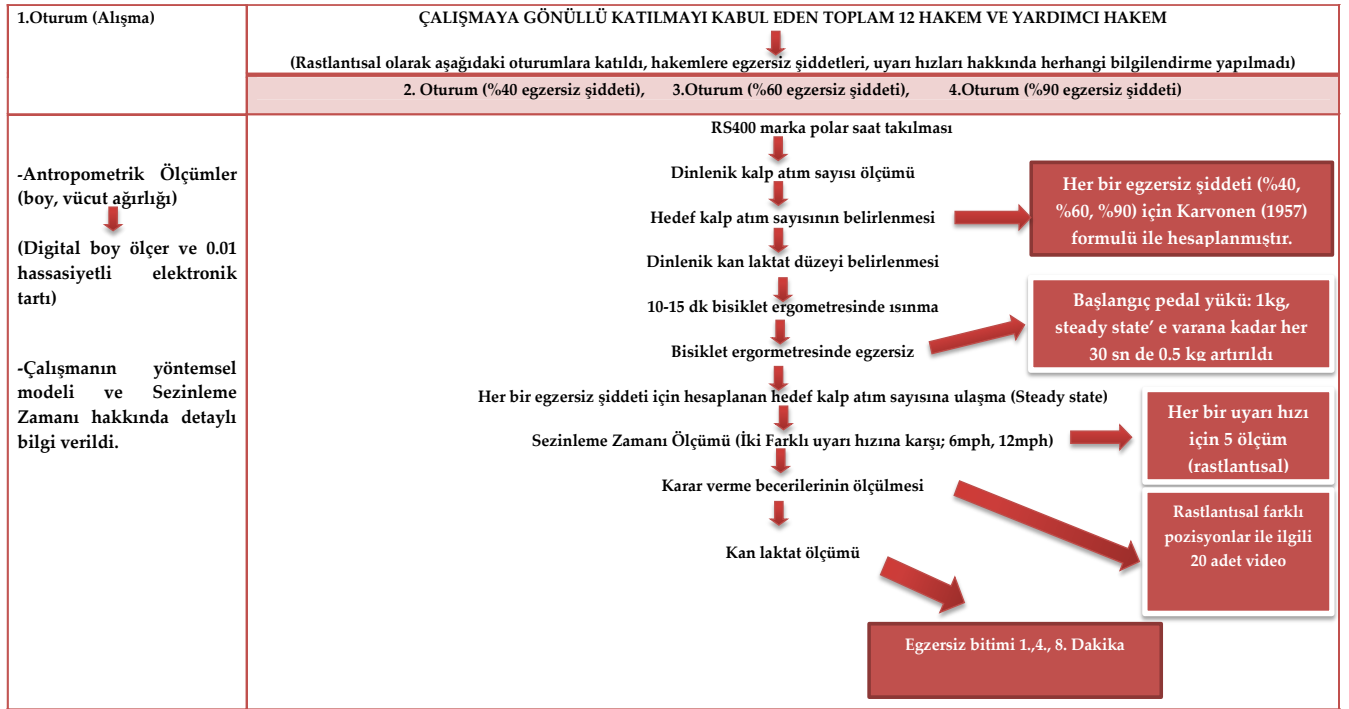 1.Oturum (Alışma)
ÇALIŞMAYA GÖNÜLLÜ KATILMAYI KABUL EDEN TOPLAM 12 HAKEM VE YARDIMCI HAKEM
(Rastlantısal olarak aşağıdaki oturumlara katıldı, hakemlere egzersiz şiddetleri, uyarı hızları hakkında herhangi bilgilendirme yapılmadı)
2. Oturum (%40 egzersiz şiddeti), 3.Oturum (%60 egzersiz şiddeti), 4.Oturum (%90 egzersiz şiddeti)
-Antropometrik Ölçümler
(boy, vücut ağırlığı)
(Digital boy ölçer ve 0.01
hassasiyetli elektronik
tartı)
-Çalışmanın yöntemsel
modeli ve Sezinleme
Zamanı hakkında detaylı
bilgi verildi.
RS400 marka polar saat takılması
Dinlenik kalp atım sayısı ölçümü
Hedef kalp atım sayısının belirlenmesi
Her bir egzersiz şiddeti (%40,
%60, %90) için Karvonen (1957)
formulü ile hesaplanmıştır.
Dinlenik kan laktat düzeyi belirlenmesi
10-15 dk bisiklet ergometresinde ısınma
Bisiklet ergormetresinde egzersiz
Başlangıç pedal yükü: 1kg,
steady state’ e varana kadar her
30 sn de 0.5 kg artırıldı
Her bir egzersiz şiddeti için hesaplanan hedef kalp atım sayısına ulaşma (Steady state)
Sezinleme Zamanı Ölçümü (İki Farklı uyarı hızına karşı; 6mph, 12mph)
Her bir uyarı hızı
için 5 ölçüm
(rastlantısal)
Karar verme becerilerinin ölçülmesi
Rastlantısal farklı
pozisyonlar ile ilgili
20 adet video
Kan laktat ölçümü
Egzersiz bitimi 1.,4., 8. Dakika